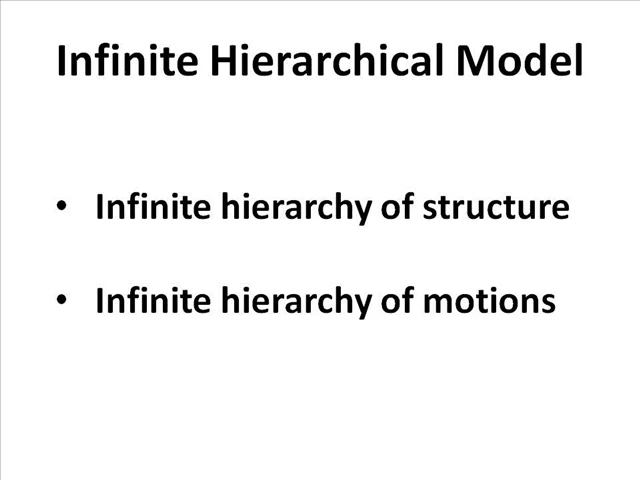 Infinite Hierarchical Model
• Infinite hierarchy of structure
• Infinite hierarchy of motions